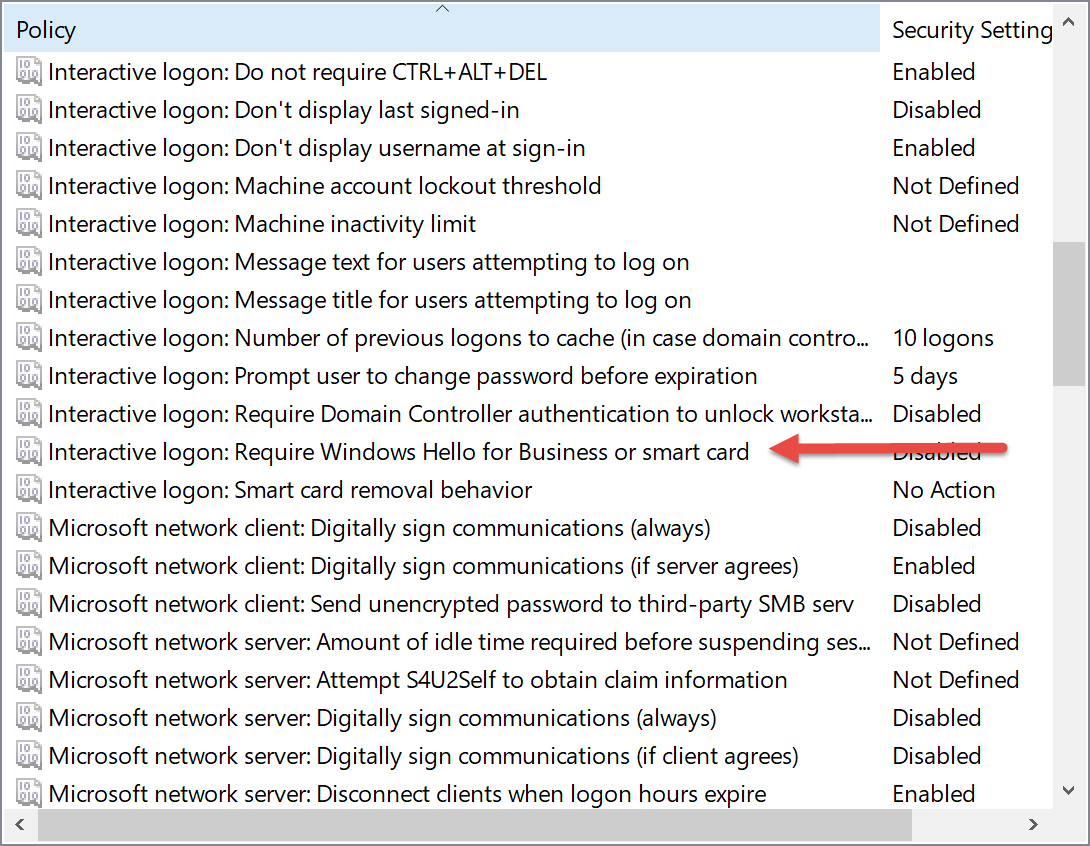 Policy Security Setting
Interactive logon: Do not require CTRL+ALT+DEL Enabled
Interactive logon: Don't display last signed-in Disabled
Interactive logon: Don't display username at sign-in Enabled
Interactive logon: Machine account lockout threshold Not Defined
Interactive logon: Machine inactivity limit Not Defined
Interactive logon: Message text for users attempting to log on
Interactive logon: Message title for users attempting to log on
Interactive logon: Number of previous logons to cache (in case domain contro... 10 logons
Interactive logon: Prompt user to change password before expiration 5 days
Interactive logon: Require Domain Controller authentication to unlock worksta... Disabled
Interactive logon: Require Windows Hello for Business or smart card Disabled
Interactive logon: Smart card removal behavior No Action
Microsoft network client: Digitally sign communications (always) Disabled
Microsoft network client: Digitally sign communications (if server agrees) Enabled
Microsoft network client: Send unencrypted password to third-party SMB serv Disabled
Microsoft network server: Amount of idle time required before suspending ses... Not Defined
Microsoft network server: Attempt S4U2Self to obtain claim information Not Defined
Microsoft network server: Digitally sign communications (always) Disabled
Microsoft network server: Digitally sign communications (if client agrees) Disabled
Microsoft network server: Disconnect clients when logon hours expire Enabled